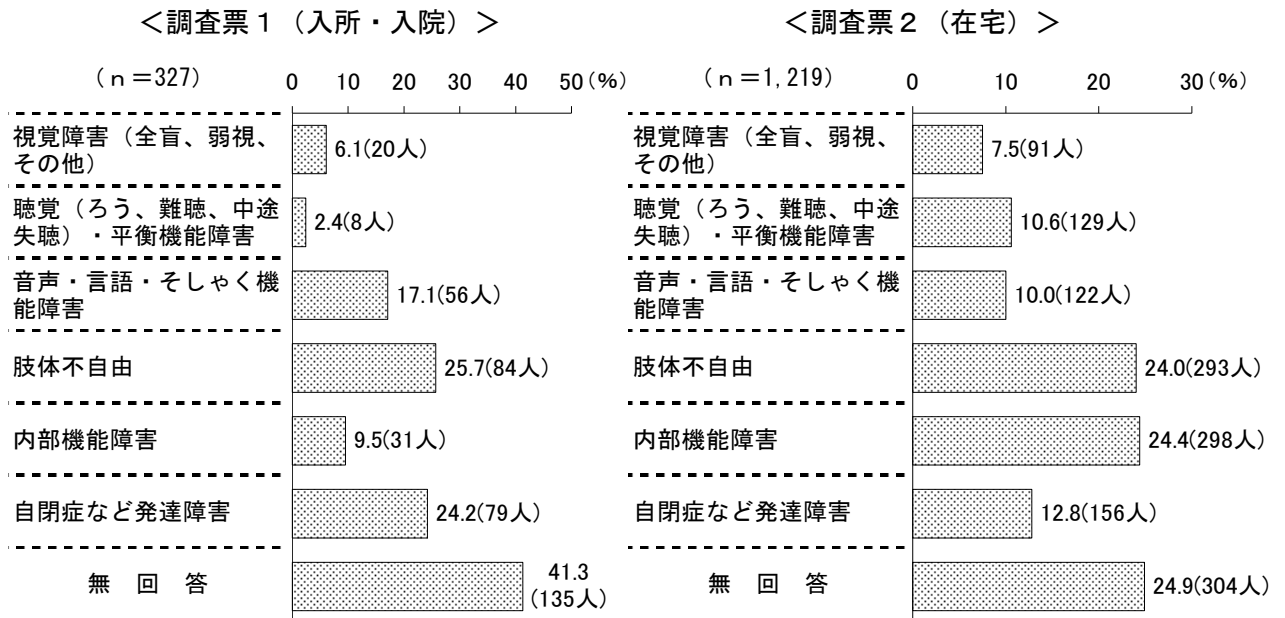 ＜調査票１（入所・入院）＞
（ｎ＝327）
0 10 20 30 40 50 (%)
視覚障害（全盲、弱視、
その他）
6.1(20人)
聴覚（ろう、難聴、中途
失聴）・平衡機能障害
2.4(8人)
音声・言語・そしゃく機
能障害
17.1(56人)
肢体不自由
25.7(84人)
内部機能障害
9.5(31人)
自閉症など発達障害
24.2(79人)
無　回　答
41.3
(135人)
＜調査票２（在宅）＞
（ｎ＝1,219）
0 10 20 30 (%)
視覚障害（全盲、弱視、
その他）
7.5(91人)
聴覚（ろう、難聴、中途
失聴）・平衡機能障害
10.6(129人)
音声・言語・そしゃく機
能障害
10.0(122人)
肢体不自由
24.0(293人)
内部機能障害
24.4(298人)
自閉症など発達障害
12.8(156人)
無　回　答
24.9(304人)